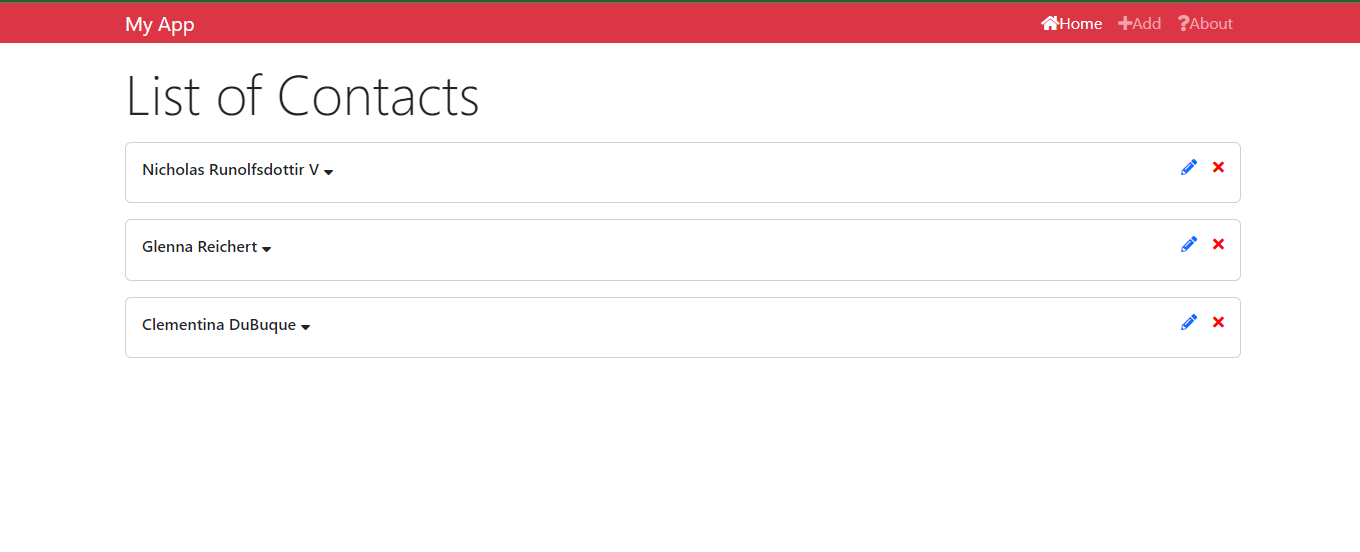 My App Home Add About
List of Contacts
Nicholas Runolfsdottir V
Glenna Reichert
Clementina DuBuque